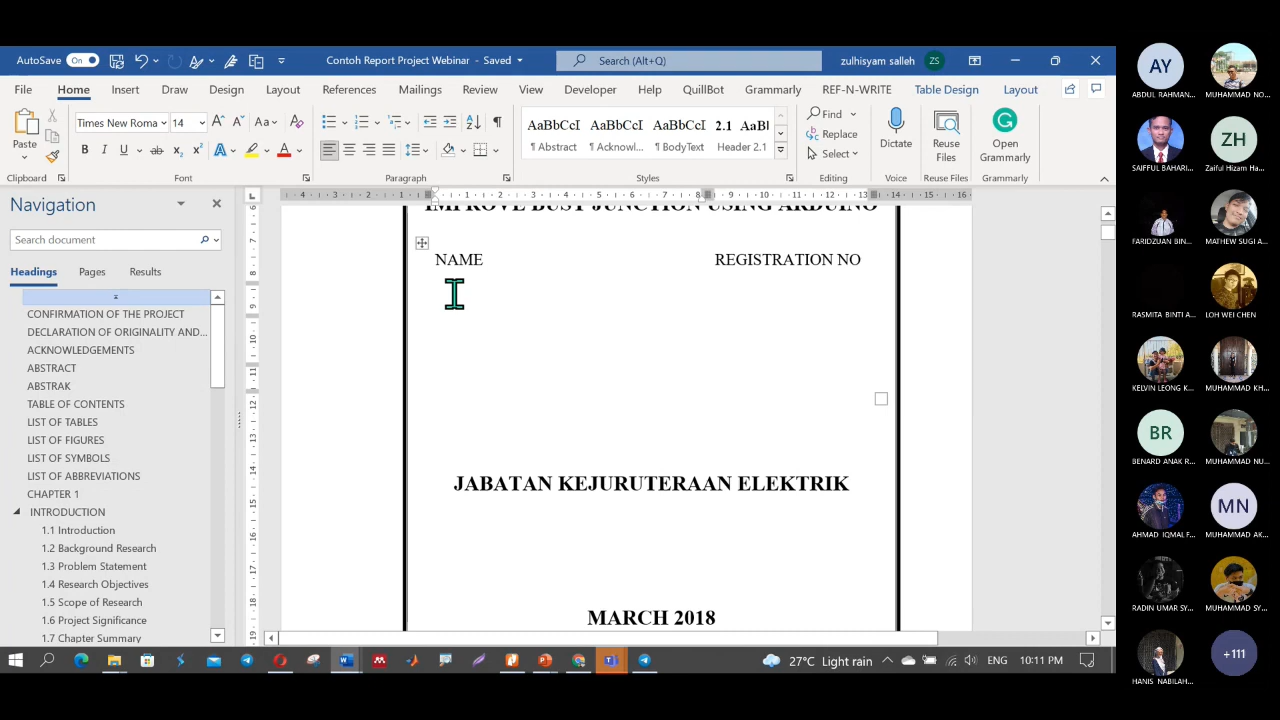 AutoSave On
Contoh Report Project Webinar - Saved
Search (Alt+Q)
zulhisyam salleh ZS
File Home Insert Draw Design Layout References Mailings Review View Developer Help QuillBot Grammarly REF-N-WRITE Table Design Layout
Paste
Times New Roma 14
AaBbCcI AaBbCcI AaBbCcI 2.1 AaBl
¶ Abstract ¶ Acknowl... ¶ BodyText Header 2.1
Find
Replace
Select
Dictate
Reuse Files
Open Grammarly
Clipboard Font Paragraph Styles Editing Voice Reuse Files Grammarly
Navigation
Search document
Headings Pages Results
CONFIRMATION OF THE PROJECT
DECLARATION OF ORIGINALITY AND...
ACKNOWLEDGEMENTS
ABSTRACT
ABSTRAK
TABLE OF CONTENTS
LIST OF TABLES
LIST OF FIGURES
LIST OF SYMBOLS
LIST OF ABBREVIATIONS
CHAPTER 1
INTRODUCTION
1.1 Introduction
1.2 Background Research
1.3 Problem Statement
1.4 Research Objectives
1.5 Scope of Research
1.6 Project Significance
1.7 Chapter Summary
IMPROVE BUSY JUNCTION USING ARDUINO
NAME REGISTRATION NO
JABATAN KEJURUTERAAN ELEKTRIK
MARCH 2018
27°C Light rain
ENG 10:11 PM
AY
ABDUL RAHMAN... MUHAMMAD NO...
ZH
SAIFFUL BAHARI... Zaiful Hizam Ha...
FARIDZUAN BIN... MATHEW SUGI A...
RASMITA BINTI A... LOH WEI CHEN
KELVIN LEONG K... MUHAMMAD KH...
BR
BENARD ANAK R... MUHAMMAD NU...
MN
AHMAD IQMAL F... MUHAMMAD AK...
RADIN UMAR SY... MUHAMMAD SY...
HANIS NABILAH... +111